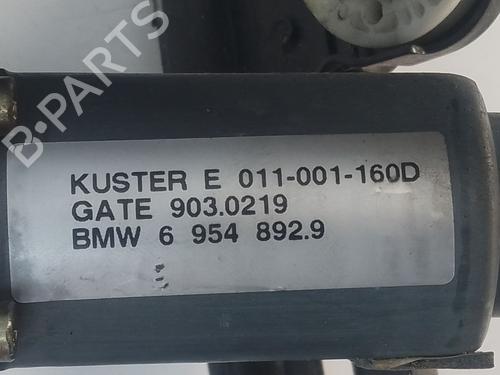 B-PARTS
KUSTER E 011-001-160D
GATE 903.0219
BMW 6 954 892.9